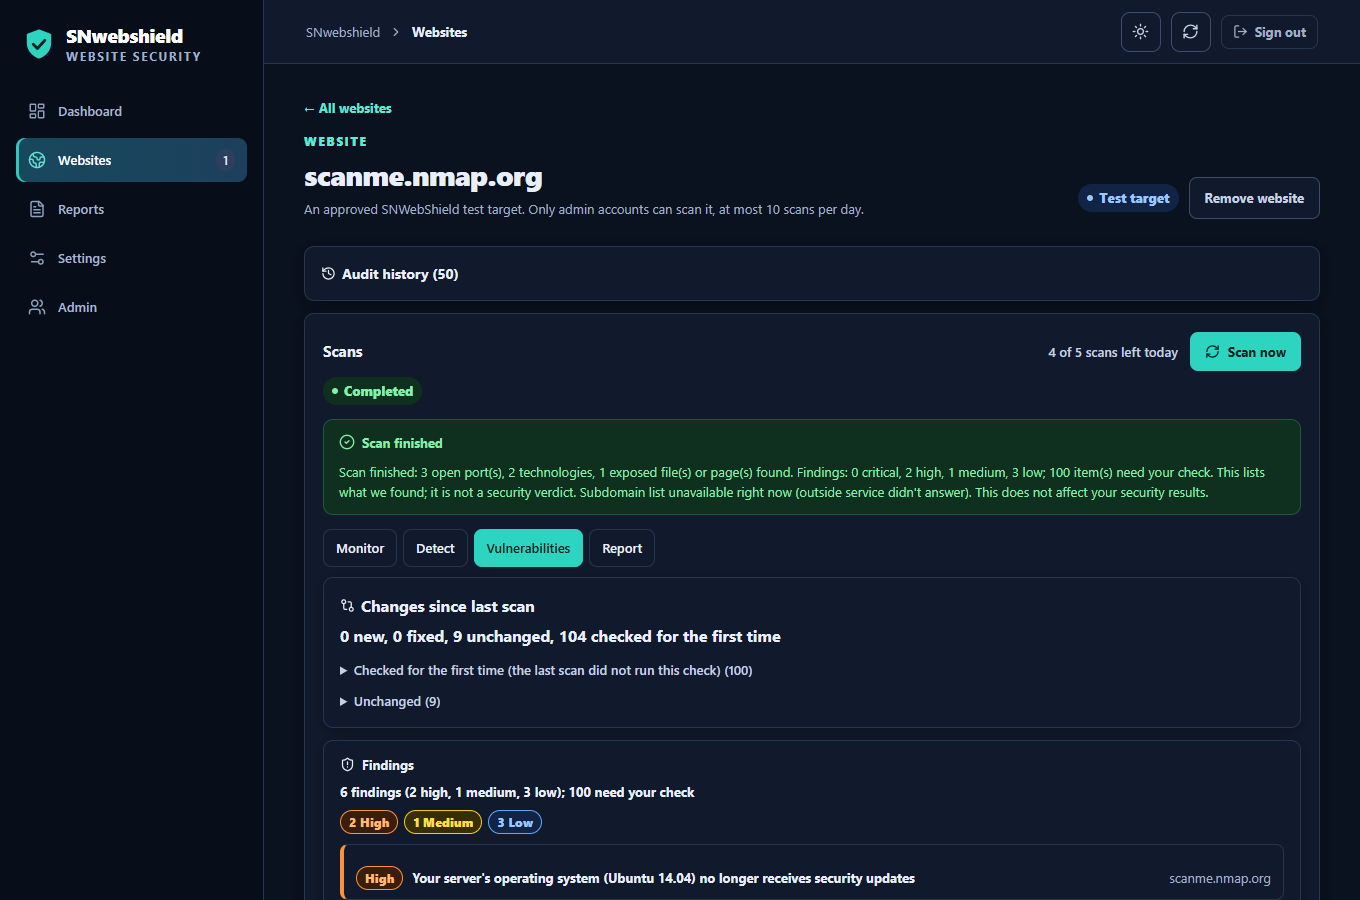 SNwebshield
WEBSITE SECURITY
Dashboard
Websites 1
Reports
Settings
Admin
SNwebshield > Websites
Sign out
← All websites
WEBSITE
scanme.nmap.org
An approved SNWebShield test target. Only admin accounts can scan it, at most 10 scans per day.
Test target
Remove website
Audit history (50)
Scans
4 of 5 scans left today
Scan now
Completed
Scan finished
Scan finished: 3 open port(s), 2 technologies, 1 exposed file(s) or page(s) found. Findings: 0 critical, 2 high, 1 medium, 3 low; 100 item(s) need your check. This lists
what we found; it is not a security verdict. Subdomain list unavailable right now (outside service didn't answer). This does not affect your security results.
Monitor
Detect
Vulnerabilities
Report
Changes since last scan
0 new, 0 fixed, 9 unchanged, 104 checked for the first time
Checked for the first time (the last scan did not run this check) (100)
Unchanged (9)
Findings
6 findings (2 high, 1 medium, 3 low); 100 need your check
2 High
1 Medium
3 Low
High Your server's operating system (Ubuntu 14.04) no longer receives security updates
scanme.nmap.org